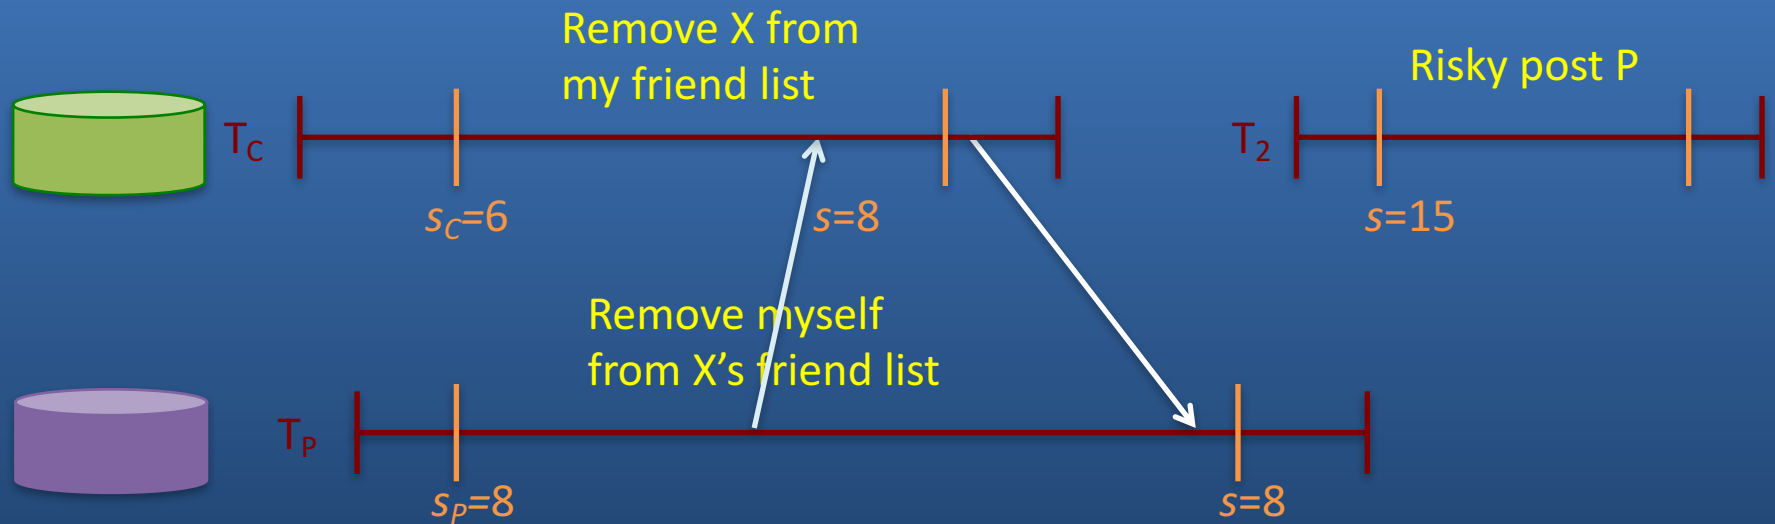 Remove X from
my friend list
Risky post P
T_C
T_2
s_C=6
s=8
s=15
Remove myself
from X’s friend list
T_P
s_P=8
s=8